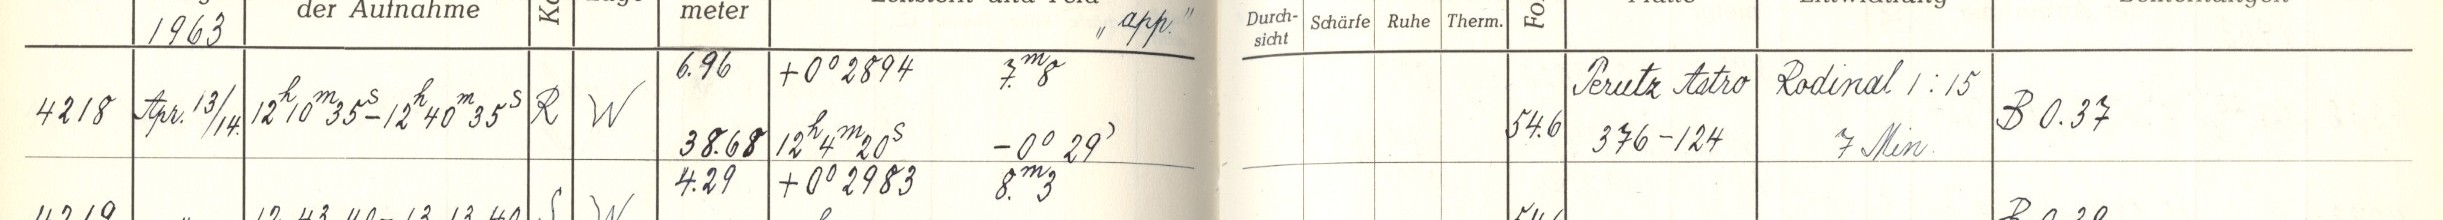 der Aufnahme
meter
1963
„app."
Durch-
sicht
Schärfe
Ruhe
Therm.
4218 Apr. 13/14. 12h10m35s–12h40m35s R W
6.96 +0° 2894 7.m8
38.68 12h4m20s –0° 29'
54.6 Perutz Astro
376–124
Rodinal 1:15
7 Min.
B 0.37
4.29 +0° 2983 8.m3